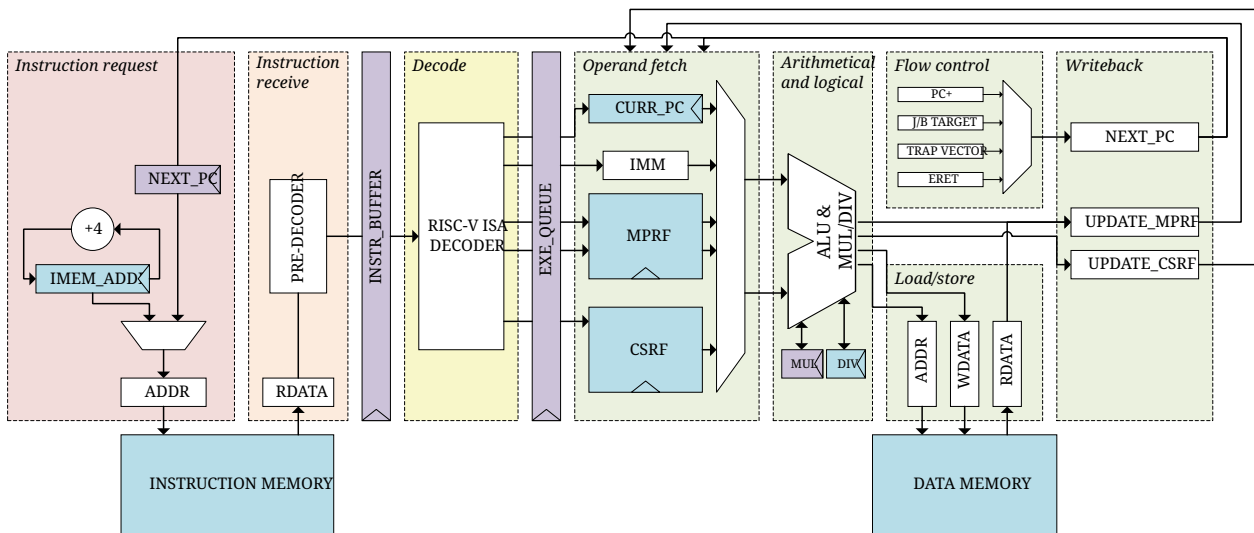 Instruction request
Instruction
receive
Decode
Operand fetch
Arithmetical
and logical
Flow control
Writeback
PC+
J/B TARGET
TRAP VECTOR
ERET
NEXT_PC
CURR_PC
IMM
NEXT_PC
+4
IMEM_ADDR
PRE-DECODER
INSTR_BUFFER
RISC-V ISA
DECODER
EXE_QUEUE
MPRF
CSRF
ALU &
MUL/DIV
UPDATE_MPRF
UPDATE_CSRF
Load/store
MUL
DIV
ADDR
WDATA
RDATA
ADDR
RDATA
INSTRUCTION MEMORY
DATA MEMORY